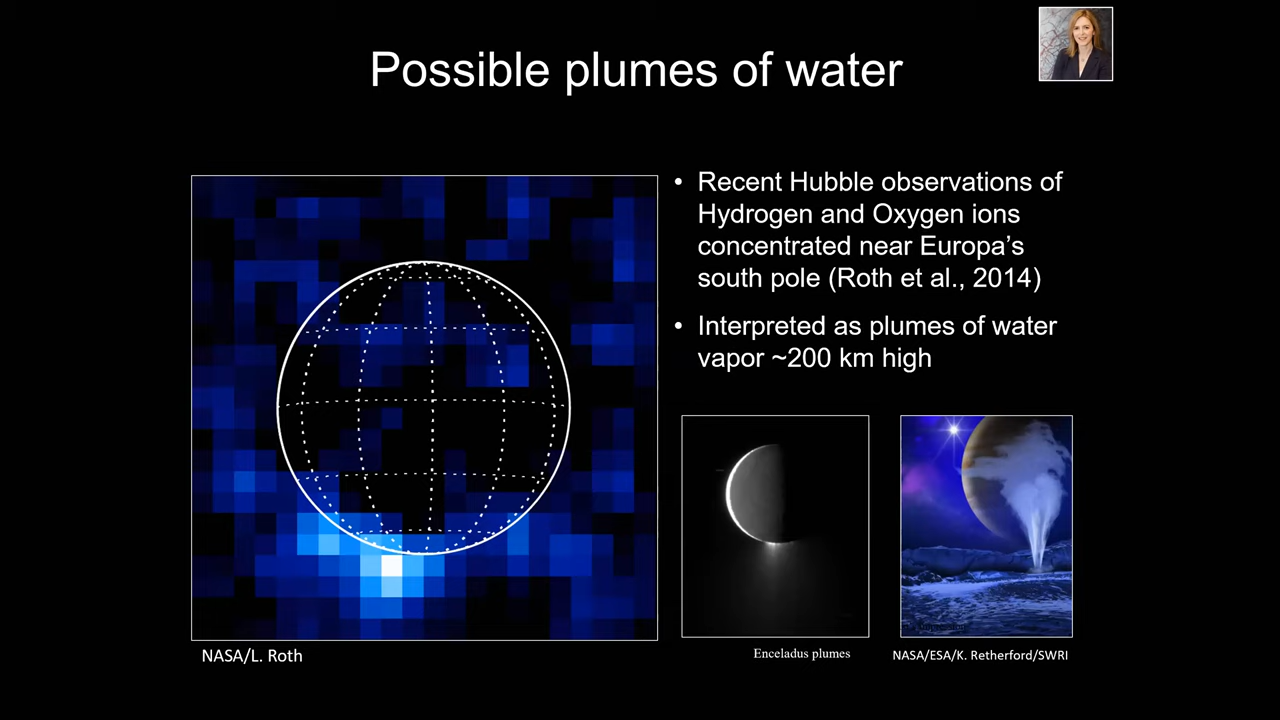 Possible plumes of water
• Recent Hubble observations of
Hydrogen and Oxygen ions
concentrated near Europa’s
south pole (Roth et al., 2014)
• Interpreted as plumes of water
vapor ~200 km high
NASA/L. Roth
Enceladus plumes
NASA/ESA/K. Retherford/SWRI